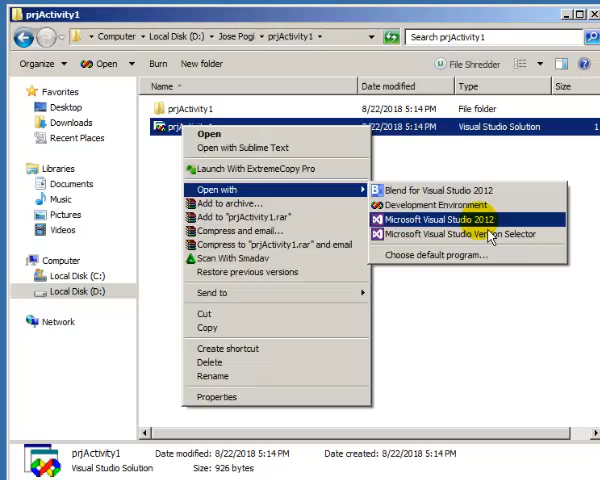 prjActivity1
Computer ▸ Local Disk (D:) ▸ Jose Pogi ▸ prjActivity1 ▸
Search prjActivity1
Organize ▾
Open ▾
Burn
New folder
File Shredder
Name
Date modified
Type
Size
Favorites
Desktop
Downloads
Recent Places
Libraries
Documents
Music
Pictures
Videos
Computer
Local Disk (C:)
Local Disk (D:)
Network
prjActivity1 8/22/2018 5:14 PM File folder
8/22/2018 5:14 PM Visual Studio Solution 1
Open
Open with Sublime Text
Launch With ExtremeCopy Pro
Open with
Add to archive...
Add to "prjActivity1.rar"
Compress and email...
Compress to "prjActivity1.rar" and email
Scan With Smadav
Restore previous versions
Send to
Cut
Copy
Create shortcut
Delete
Rename
Properties
Blend for Visual Studio 2012
Development Environment
Microsoft Visual Studio 2012
Microsoft Visual Studio Version Selector
Choose default program...
prjActivity1 Date modified: 8/22/2018 5:14 PM Date created: 8/22/2018 5:14 PM
Visual Studio Solution Size: 926 bytes